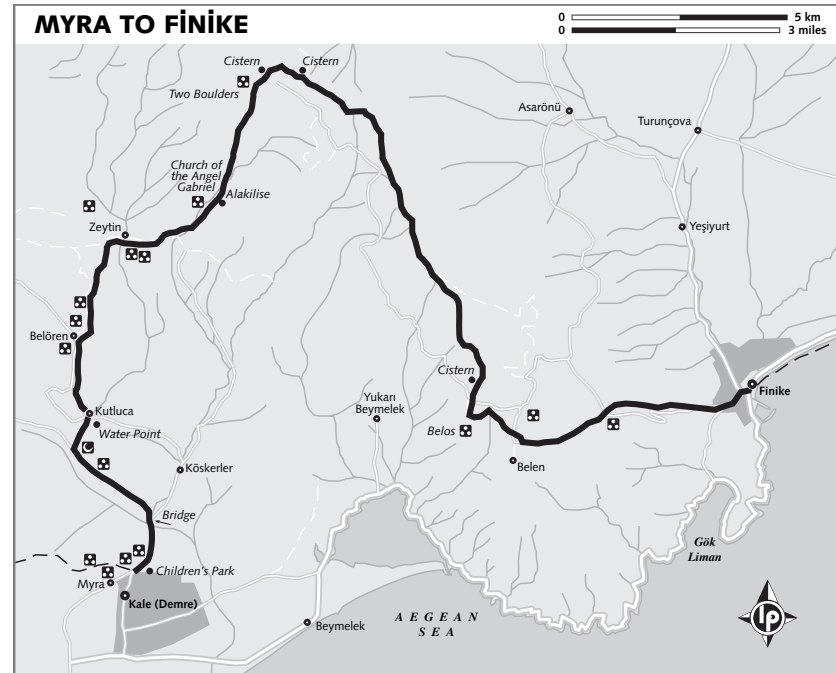 MYRA TO FİNİKE
0 5 km
0 3 miles
Cistern
Cistern
Two Boulders
Asarönü
Turunçova
Church of
the Angel
Gabriel
Alakilise
Zeytin
Yeşiyurt
Belören
Cistern
Finike
Kutluca
Yukarı
Beymelek
Water Point
Belos
Belen
Köskerler
Bridge
Gök
Liman
Children's Park
Myra
Kale (Demre)
Beymelek
AEGEAN
SEA
lp